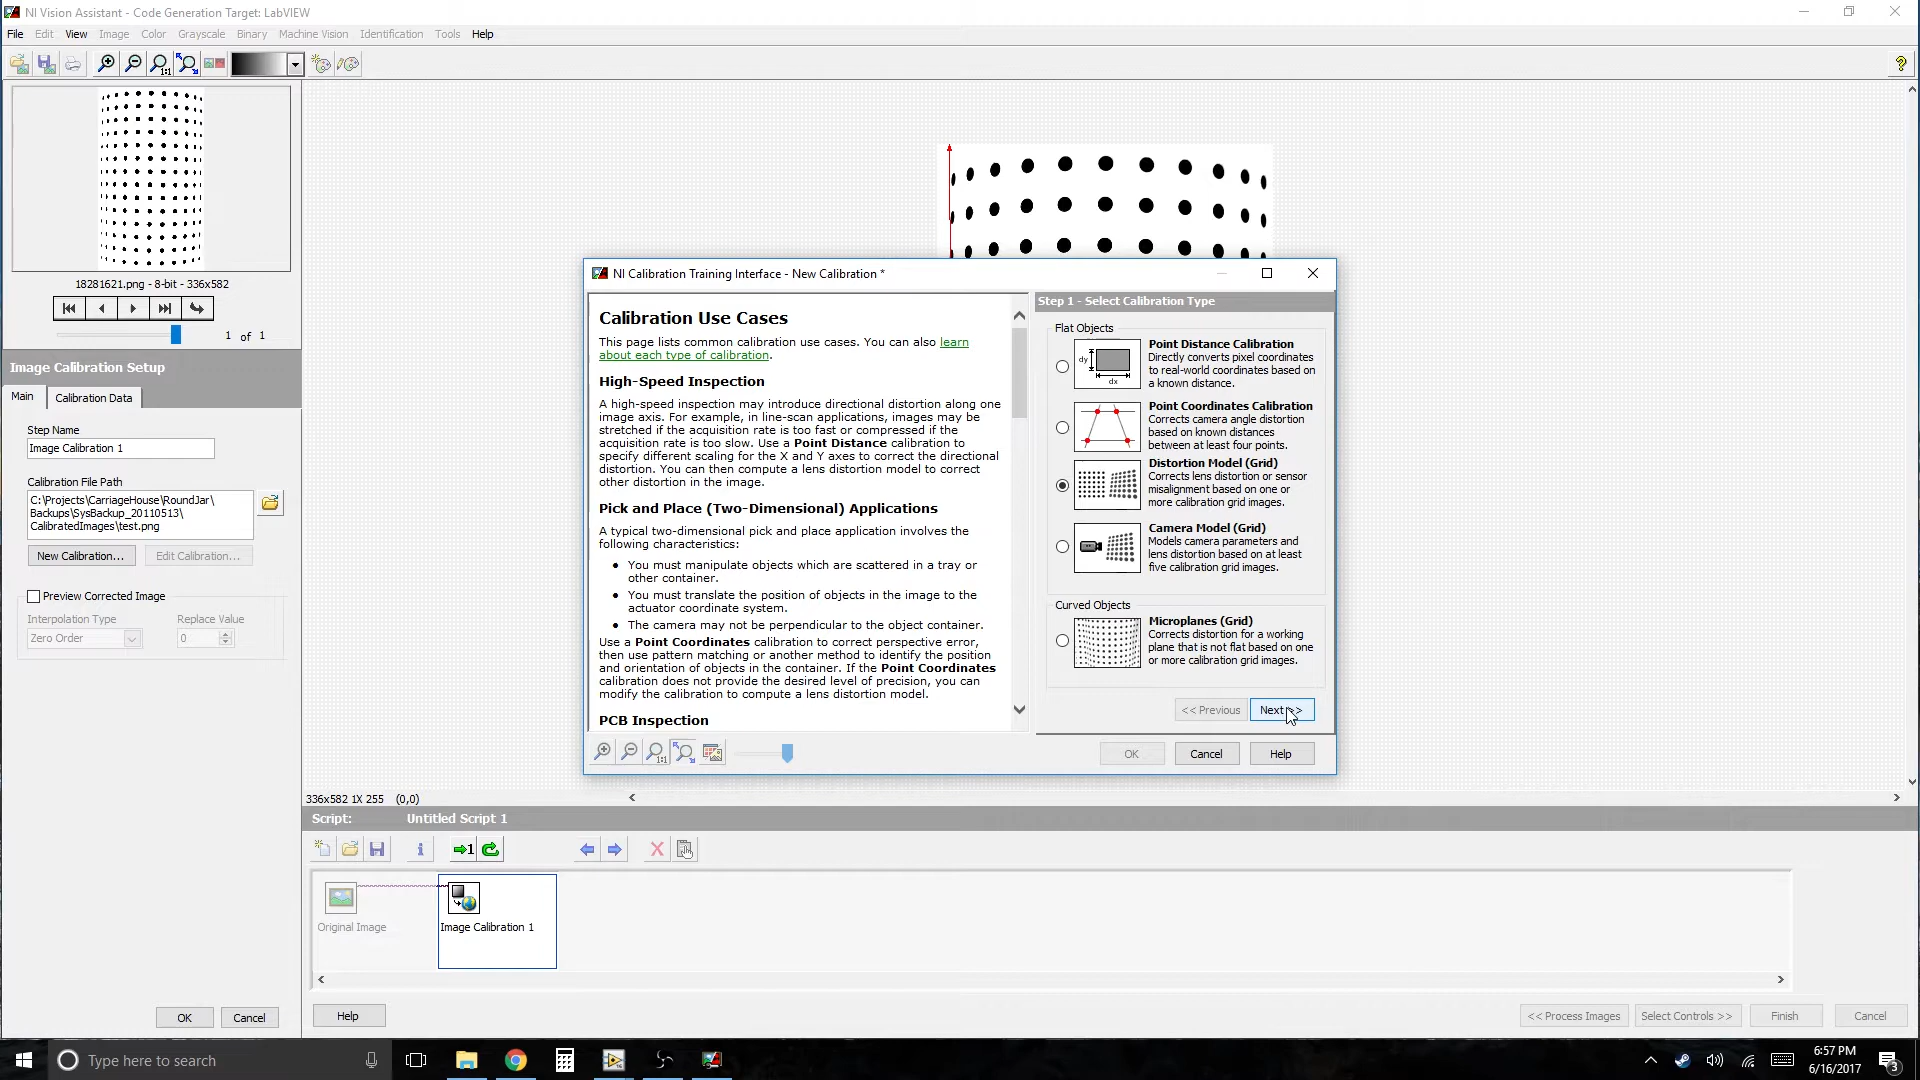 NI Vision Assistant - Code Generation Target: LabVIEW
File Edit View Image Color Grayscale Binary Machine Vision Identification Tools Help
1:1
?
18281621.png - 8-bit - 336x582
1 of 1
Image Calibration Setup
Main Calibration Data
Step Name
Image Calibration 1
Calibration File Path
C:\Projects\CarriageHouse\RoundJar\
Backups\SysBackup_20110513\
CalibratedImages\test.png
New Calibration... Edit Calibration...
Preview Corrected Image
Interpolation Type Replace Value
Zero Order 0
OK Cancel
NI Calibration Training Interface - New Calibration *
Calibration Use Cases
This page lists common calibration use cases. You can also learn
about each type of calibration.
High-Speed Inspection
A high-speed inspection may introduce directional distortion along one
image axis. For example, in line-scan applications, images may be
stretched if the acquisition rate is too fast or compressed if the
acquisition rate is too slow. Use a Point Distance calibration to
specify different scaling for the X and Y axes to correct the directional
distortion. You can then compute a lens distortion model to correct
other distortion in the image.
Pick and Place (Two-Dimensional) Applications
A typical two-dimensional pick and place application involves the
following characteristics:
• You must manipulate objects which are scattered in a tray or
other container.
• You must translate the position of objects in the image to the
actuator coordinate system.
• The camera may not be perpendicular to the object container.
Use a Point Coordinates calibration to correct perspective error,
then use pattern matching or another method to identify the position
and orientation of objects in the container. If the Point Coordinates
calibration does not provide the desired level of precision, you can
modify the calibration to compute a lens distortion model.
PCB Inspection
1:1
Step 1 - Select Calibration Type
Flat Objects
dy
dx
Point Distance Calibration
Directly converts pixel coordinates
to real-world coordinates based on
a known distance.
Point Coordinates Calibration
Corrects camera angle distortion
based on known distances
between at least four points.
Distortion Model (Grid)
Corrects lens distortion or sensor
misalignment based on one or
more calibration grid images.
Camera Model (Grid)
Models camera parameters and
lens distortion based on at least
five calibration grid images.
Curved Objects
Microplanes (Grid)
Corrects distortion for a working
plane that is not flat based on one
or more calibration grid images.
<< Previous Next >>
OK Cancel Help
336x582 1X 255 (0,0)
Script: Untitled Script 1
1
Original Image
Image Calibration 1
Help
<< Process Images Select Controls >> Finish Cancel
Type here to search
6:57 PM
6/16/2017
3